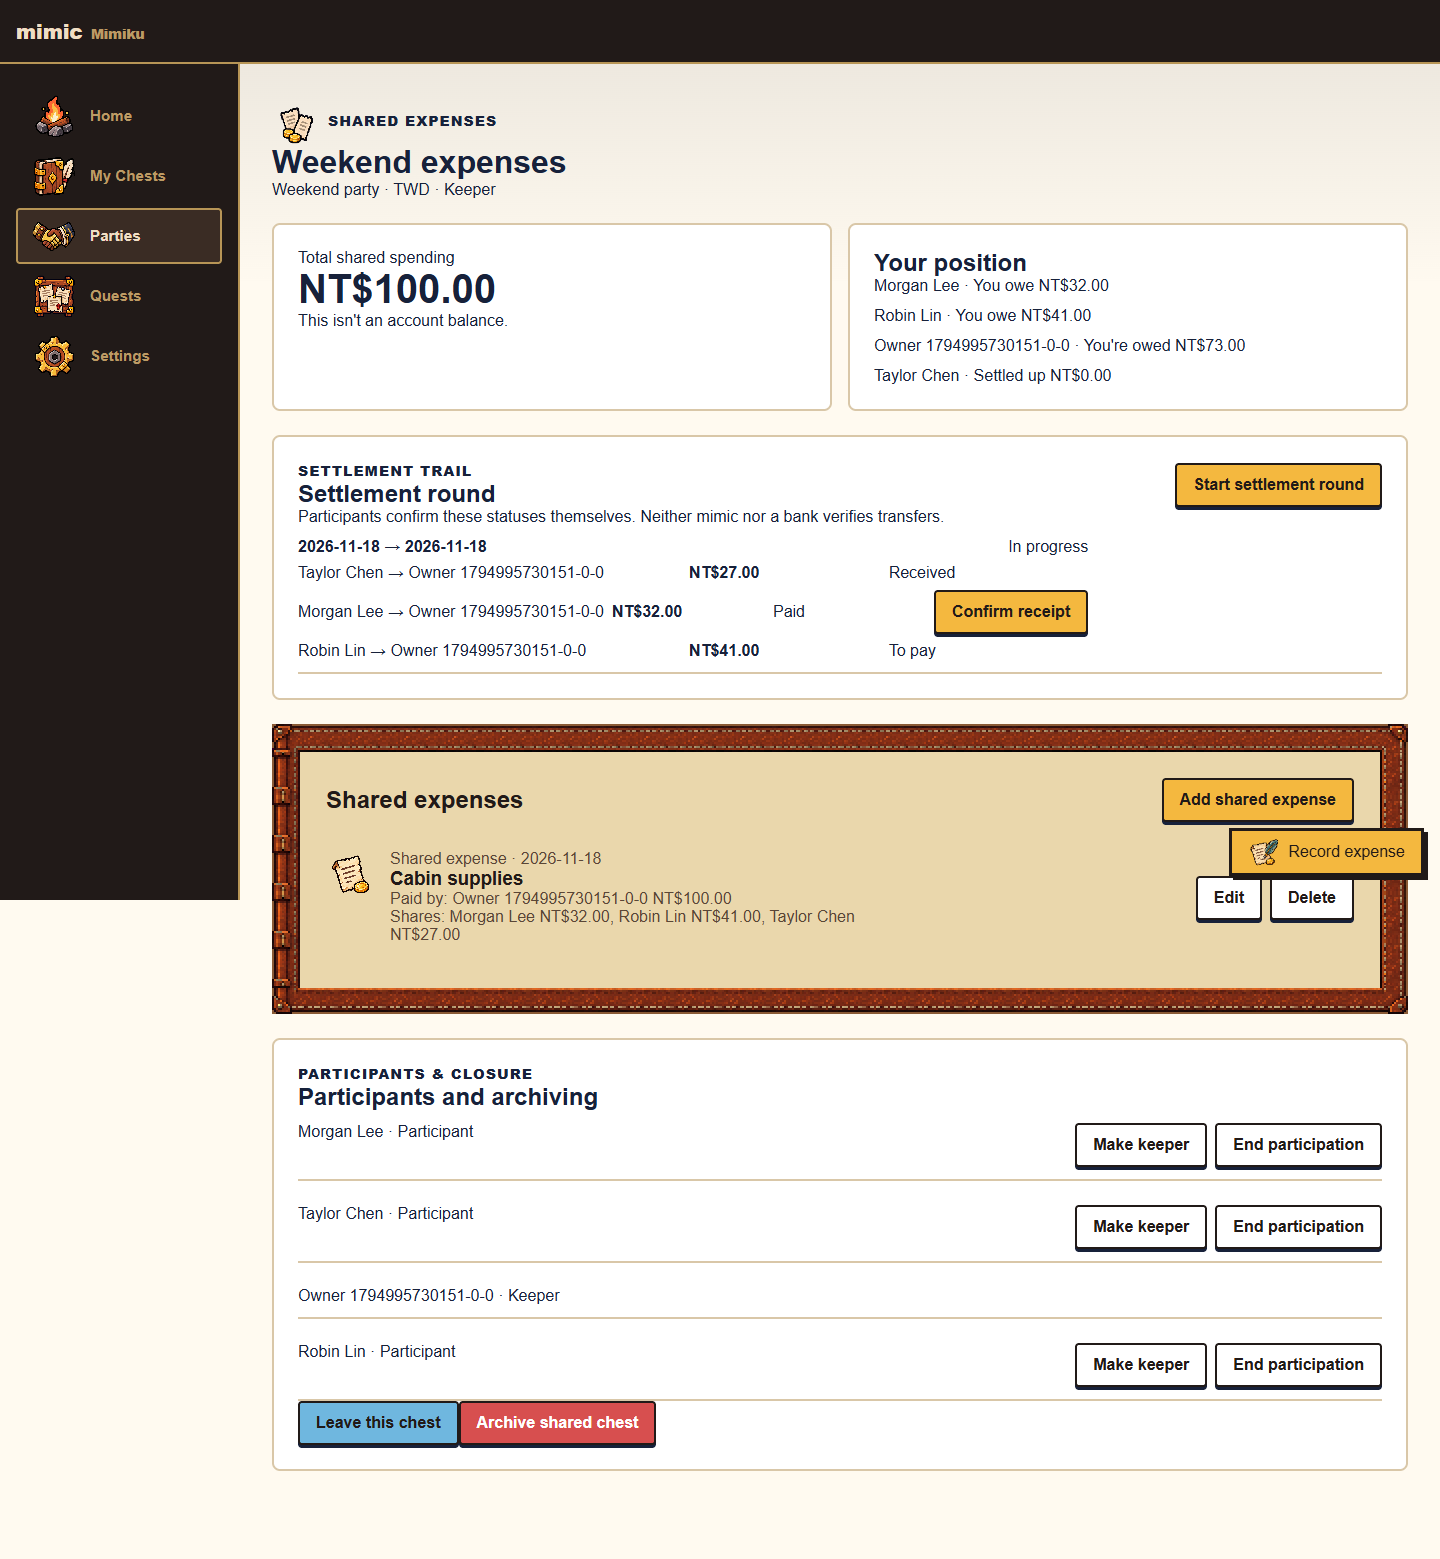 mimic Mimiku
Home
My Chests
Parties
Quests
Settings
SHARED EXPENSES
Weekend expenses
Weekend party · TWD · Keeper
Total shared spending
NT$100.00
This isn't an account balance.
Your position
Morgan Lee · You owe NT$32.00
Robin Lin · You owe NT$41.00
Owner 1794995730151-0-0 · You're owed NT$73.00
Taylor Chen · Settled up NT$0.00
SETTLEMENT TRAIL
Settlement round
Participants confirm these statuses themselves. Neither mimic nor a bank verifies transfers.
Start settlement round
2026-11-18 → 2026-11-18 In progress
Taylor Chen → Owner 1794995730151-0-0 NT$27.00 Received
Morgan Lee → Owner 1794995730151-0-0 NT$32.00 Paid Confirm receipt
Robin Lin → Owner 1794995730151-0-0 NT$41.00 To pay
Shared expenses
Add shared expense
Record expense
Shared expense · 2026-11-18
Cabin supplies
Paid by: Owner 1794995730151-0-0 NT$100.00
Shares: Morgan Lee NT$32.00, Robin Lin NT$41.00, Taylor Chen
NT$27.00
Edit Delete
PARTICIPANTS & CLOSURE
Participants and archiving
Morgan Lee · Participant Make keeper End participation
Taylor Chen · Participant Make keeper End participation
Owner 1794995730151-0-0 · Keeper
Robin Lin · Participant Make keeper End participation
Leave this chest Archive shared chest